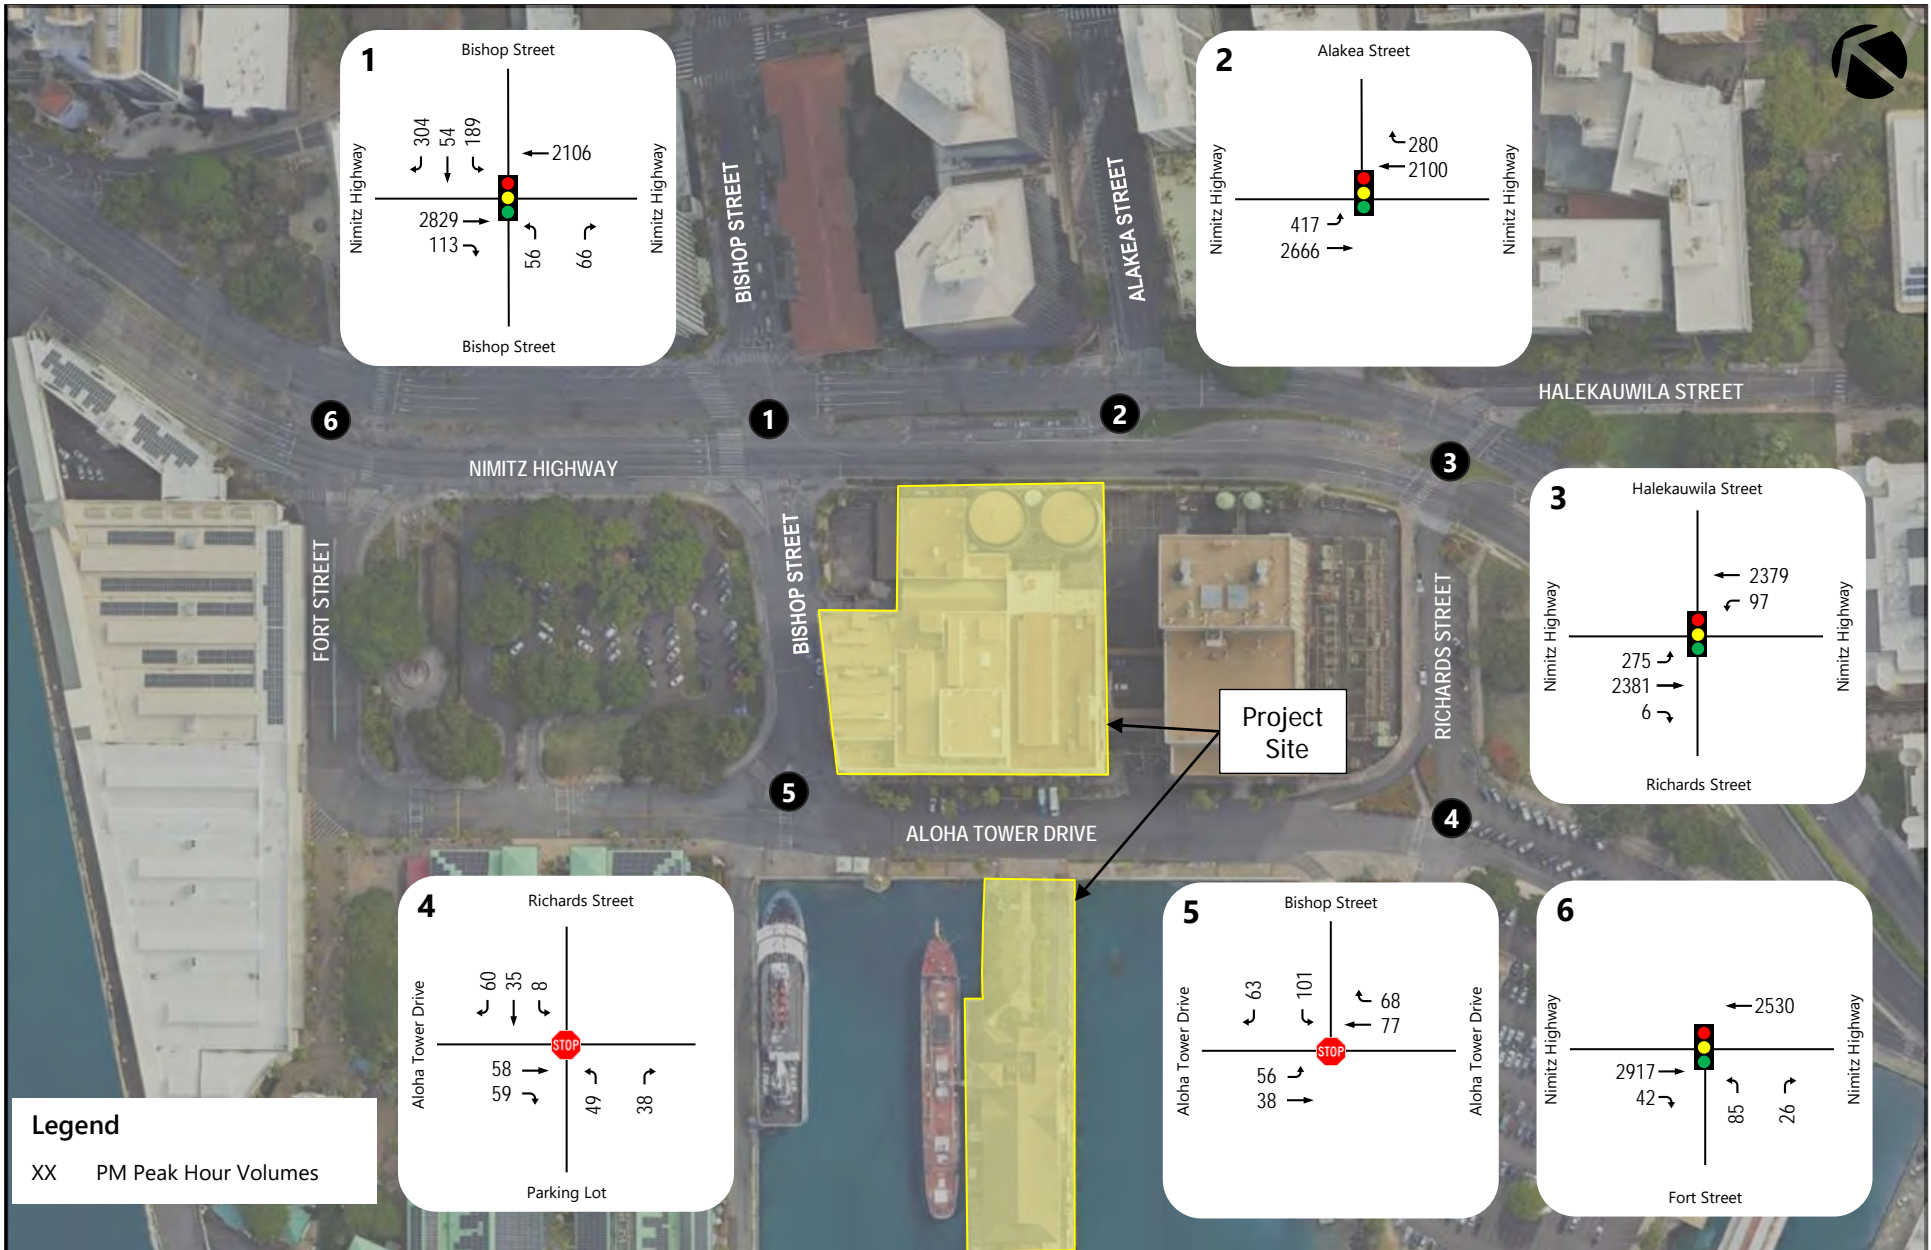 1
Bishop Street
304
54
189
2106
Nimitz Highway
Nimitz Highway
2829
113
56
66
Bishop Street
2
Alakea Street
280
2100
Nimitz Highway
Nimitz Highway
417
2666
BISHOP STREET
ALAKEA STREET
HALEKAUWILA STREET
6
1
2
3
NIMITZ HIGHWAY
FORT STREET
BISHOP STREET
RICHARDS STREET
3
Halekauwila Street
2379
97
Nimitz Highway
Nimitz Highway
275
2381
6
Richards Street
Project
Site
5
4
ALOHA TOWER DRIVE
4
Richards Street
60
35
8
Aloha Tower Drive
STOP
58
59
49
38
Parking Lot
5
Bishop Street
63
101
68
77
Aloha Tower Drive
Aloha Tower Drive
STOP
56
38
6
2530
Nimitz Highway
Nimitz Highway
2917
42
85
26
Fort Street
Legend
XX PM Peak Hour Volumes